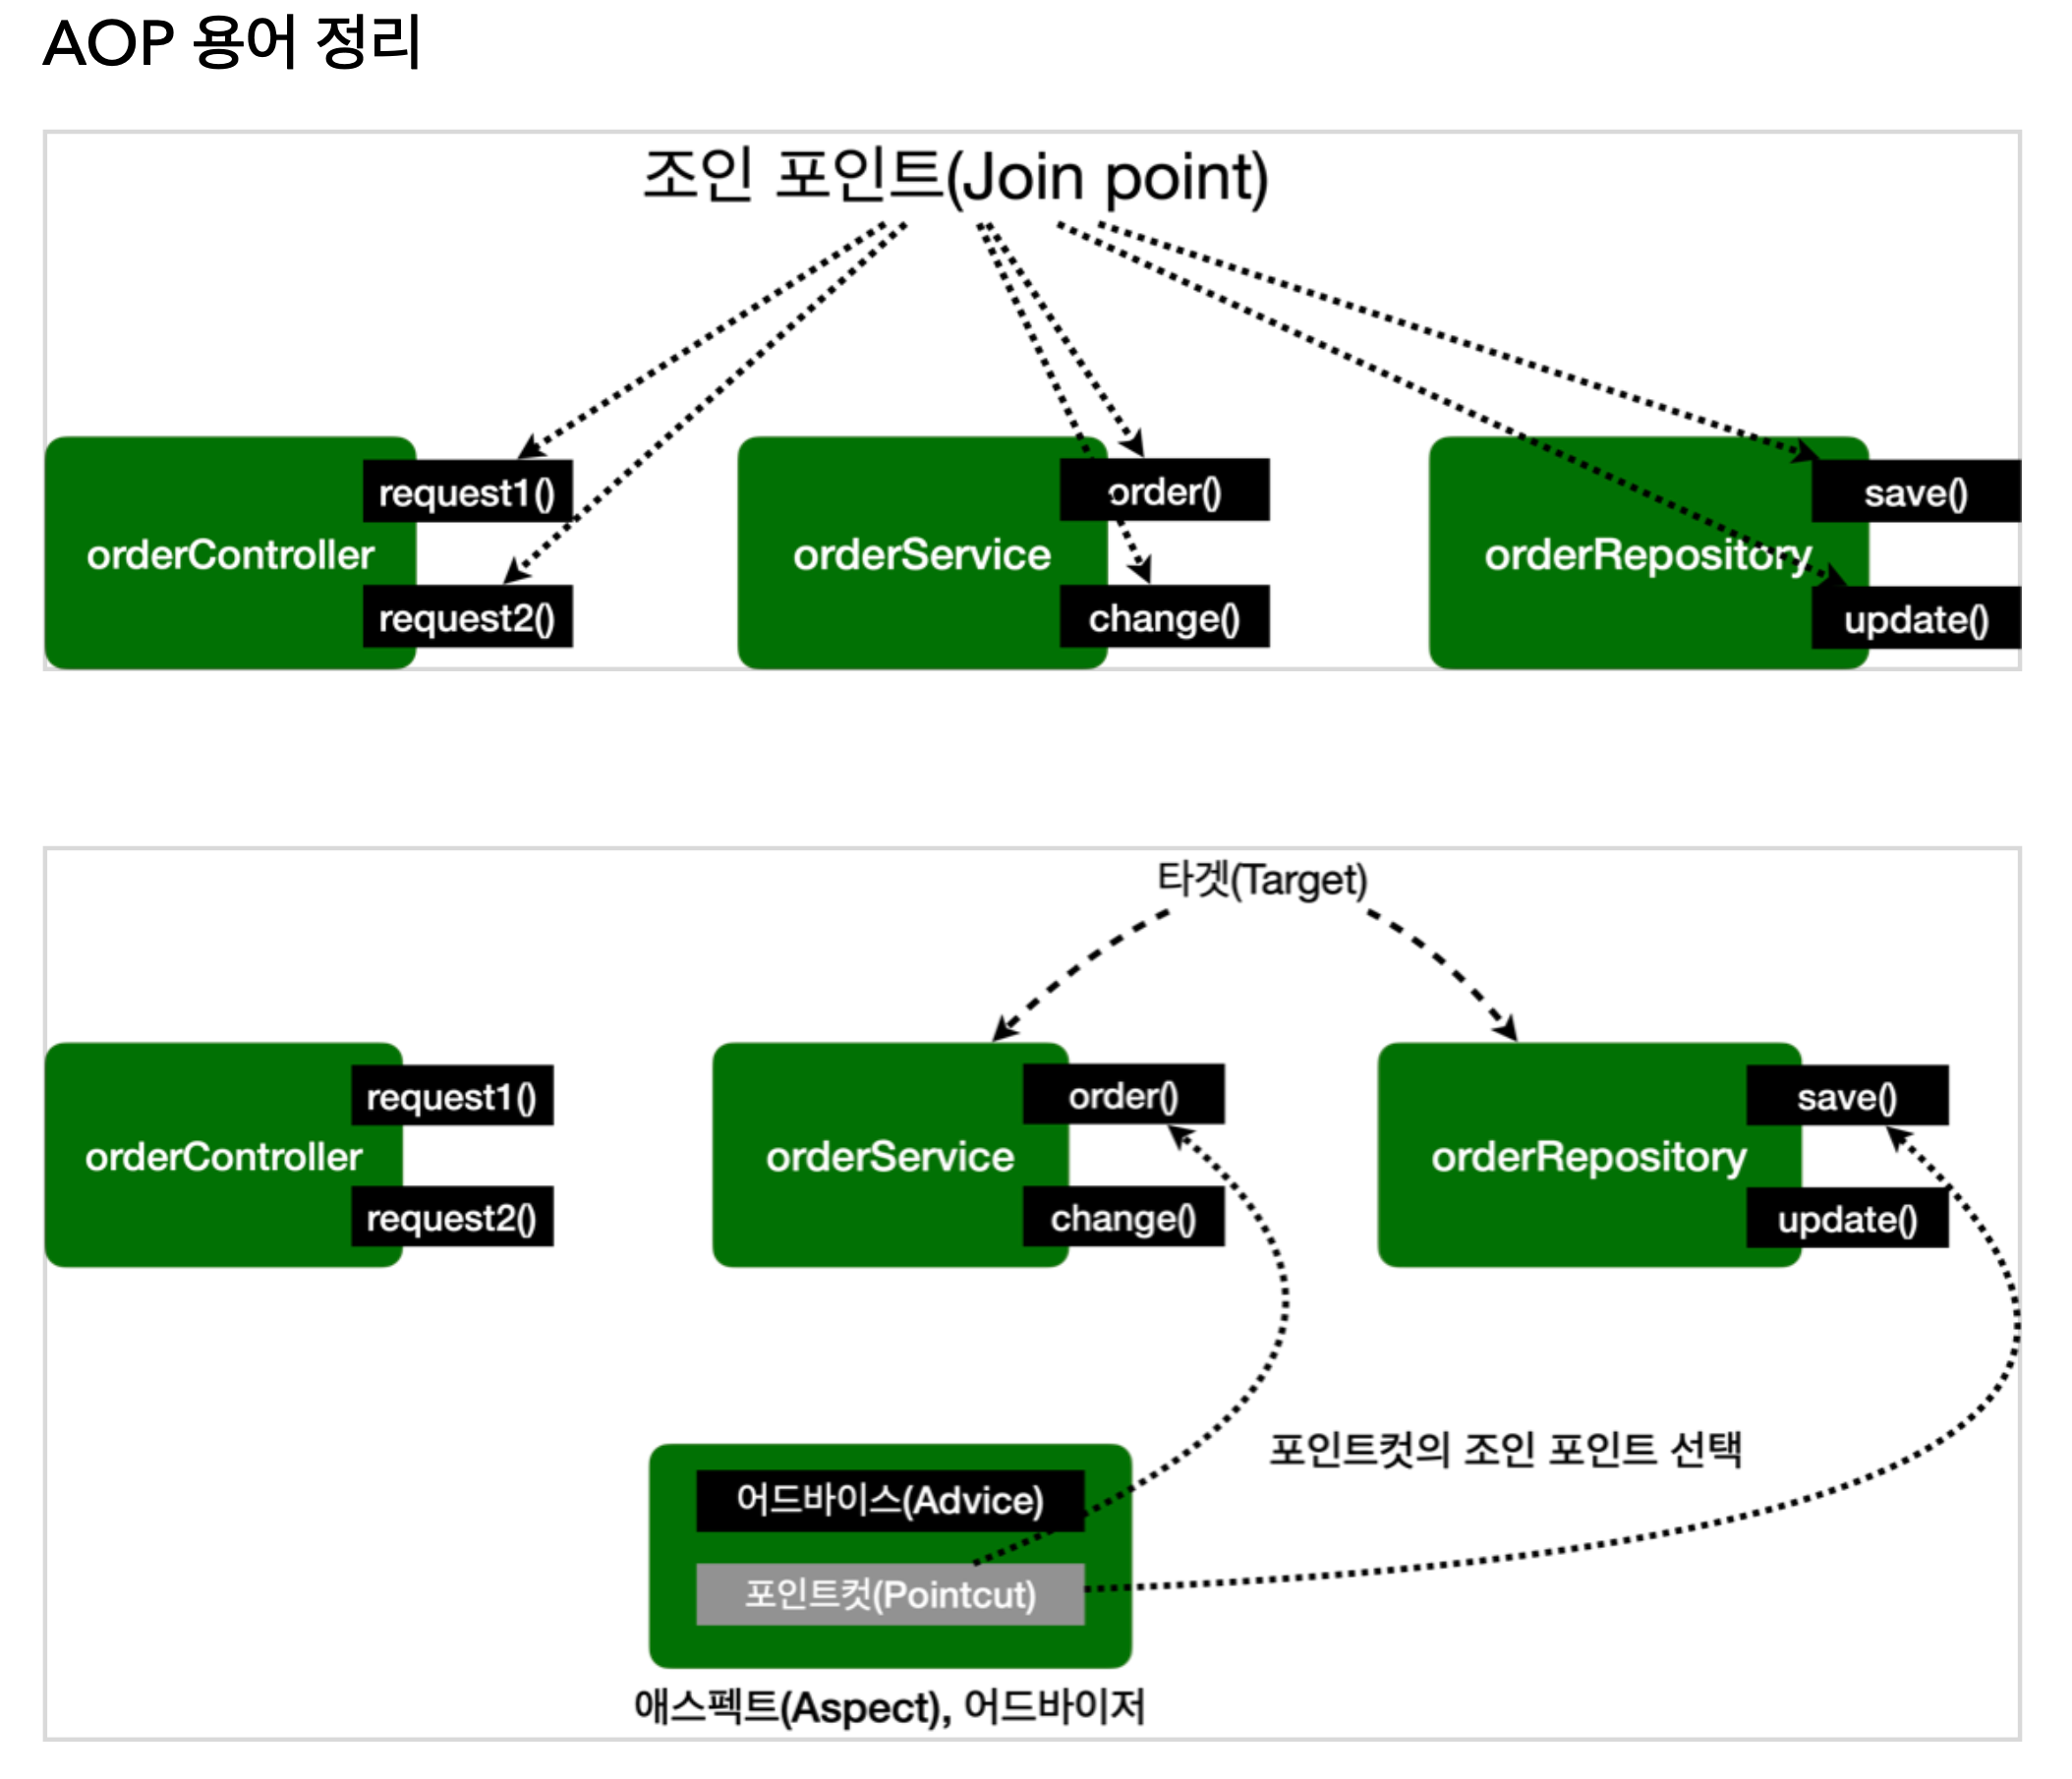 AOP 용어 정리
조인 포인트(Join point)
request1()
order()
save()
orderController
orderService
orderRepository
request2()
change()
update()
타겟(Target)
request1()
order()
save()
orderController
orderService
orderRepository
request2()
change()
update()
포인트컷의 조인 포인트 선택
어드바이스(Advice)
포인트컷(Pointcut)
애스펙트(Aspect), 어드바이저